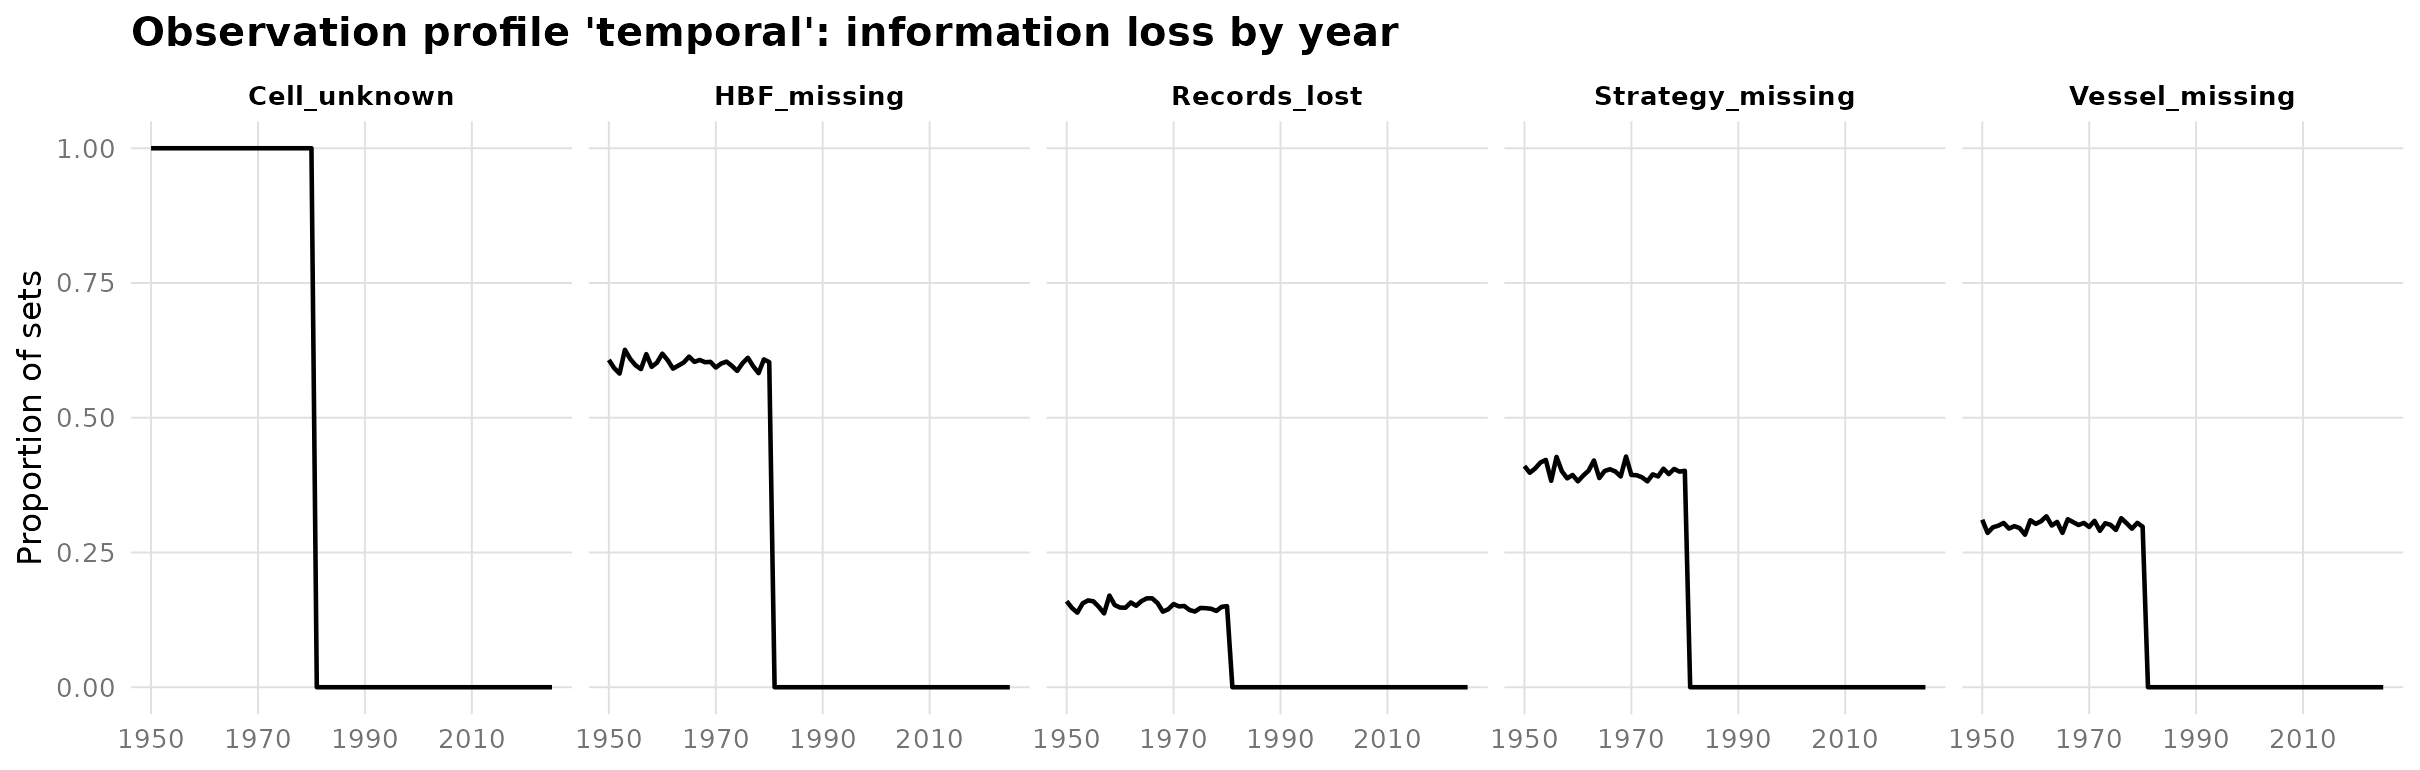 Observation profile 'temporal': information loss by year
Cell_unknown HBF_missing Records_lost Strategy_missing Vessel_missing
Proportion of sets
1.00
0.75
0.50
0.25
0.00
1950 1970 1990 2010 1950 1970 1990 2010 1950 1970 1990 2010 1950 1970 1990 2010 1950 1970 1990 2010